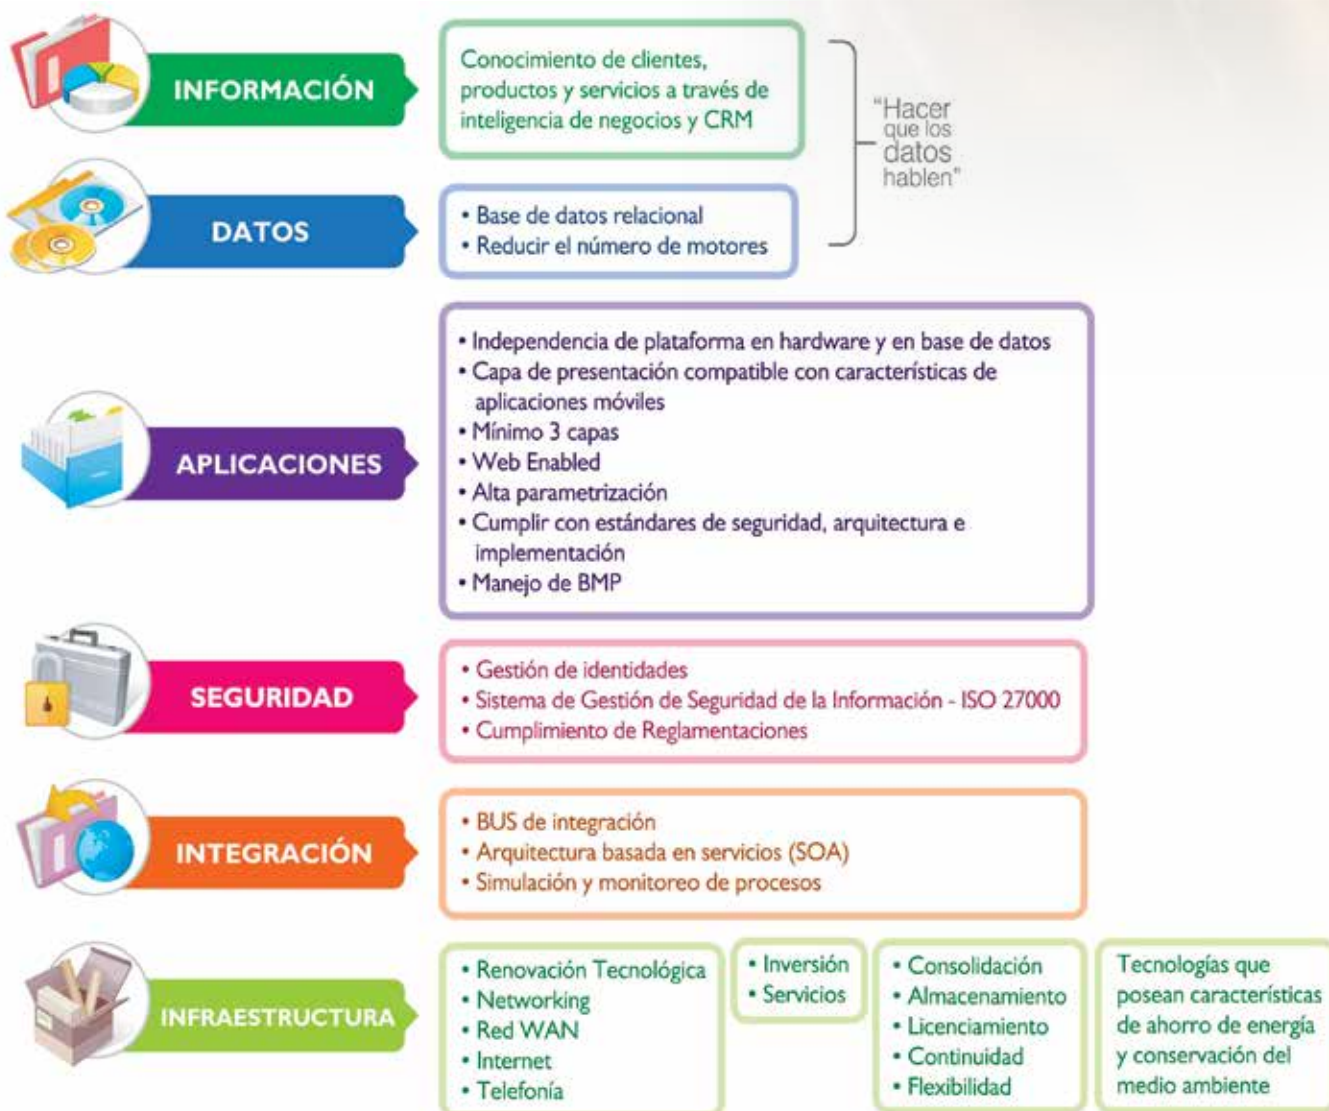 INFORMACIÓN
Conocimiento de clientes,
productos y servicios a través de
inteligencia de negocios y CRM
"Hacer
que los
datos
hablen"
DATOS
• Base de datos relacional
• Reducir el número de motores
APLICACIONES
• Independencia de plataforma en hardware y en base de datos
• Capa de presentación compatible con características de
aplicaciones móviles
• Mínimo 3 capas
• Web Enabled
• Alta parametrización
• Cumplir con estándares de seguridad, arquitectura e
implementación
• Manejo de BMP
SEGURIDAD
• Gestión de identidades
• Sistema de Gestión de Seguridad de la Información - ISO 27000
• Cumplimiento de Reglamentaciones
INTEGRACIÓN
• BUS de integración
• Arquitectura basada en servicios (SOA)
• Simulación y monitoreo de procesos
INFRAESTRUCTURA
• Renovación Tecnológica
• Networking
• Red WAN
• Internet
• Telefonía
• Inversión
• Servicios
• Consolidación
• Almacenamiento
• Licenciamiento
• Continuidad
• Flexibilidad
Tecnologías que
posean características
de ahorro de energía
y conservación del
medio ambiente